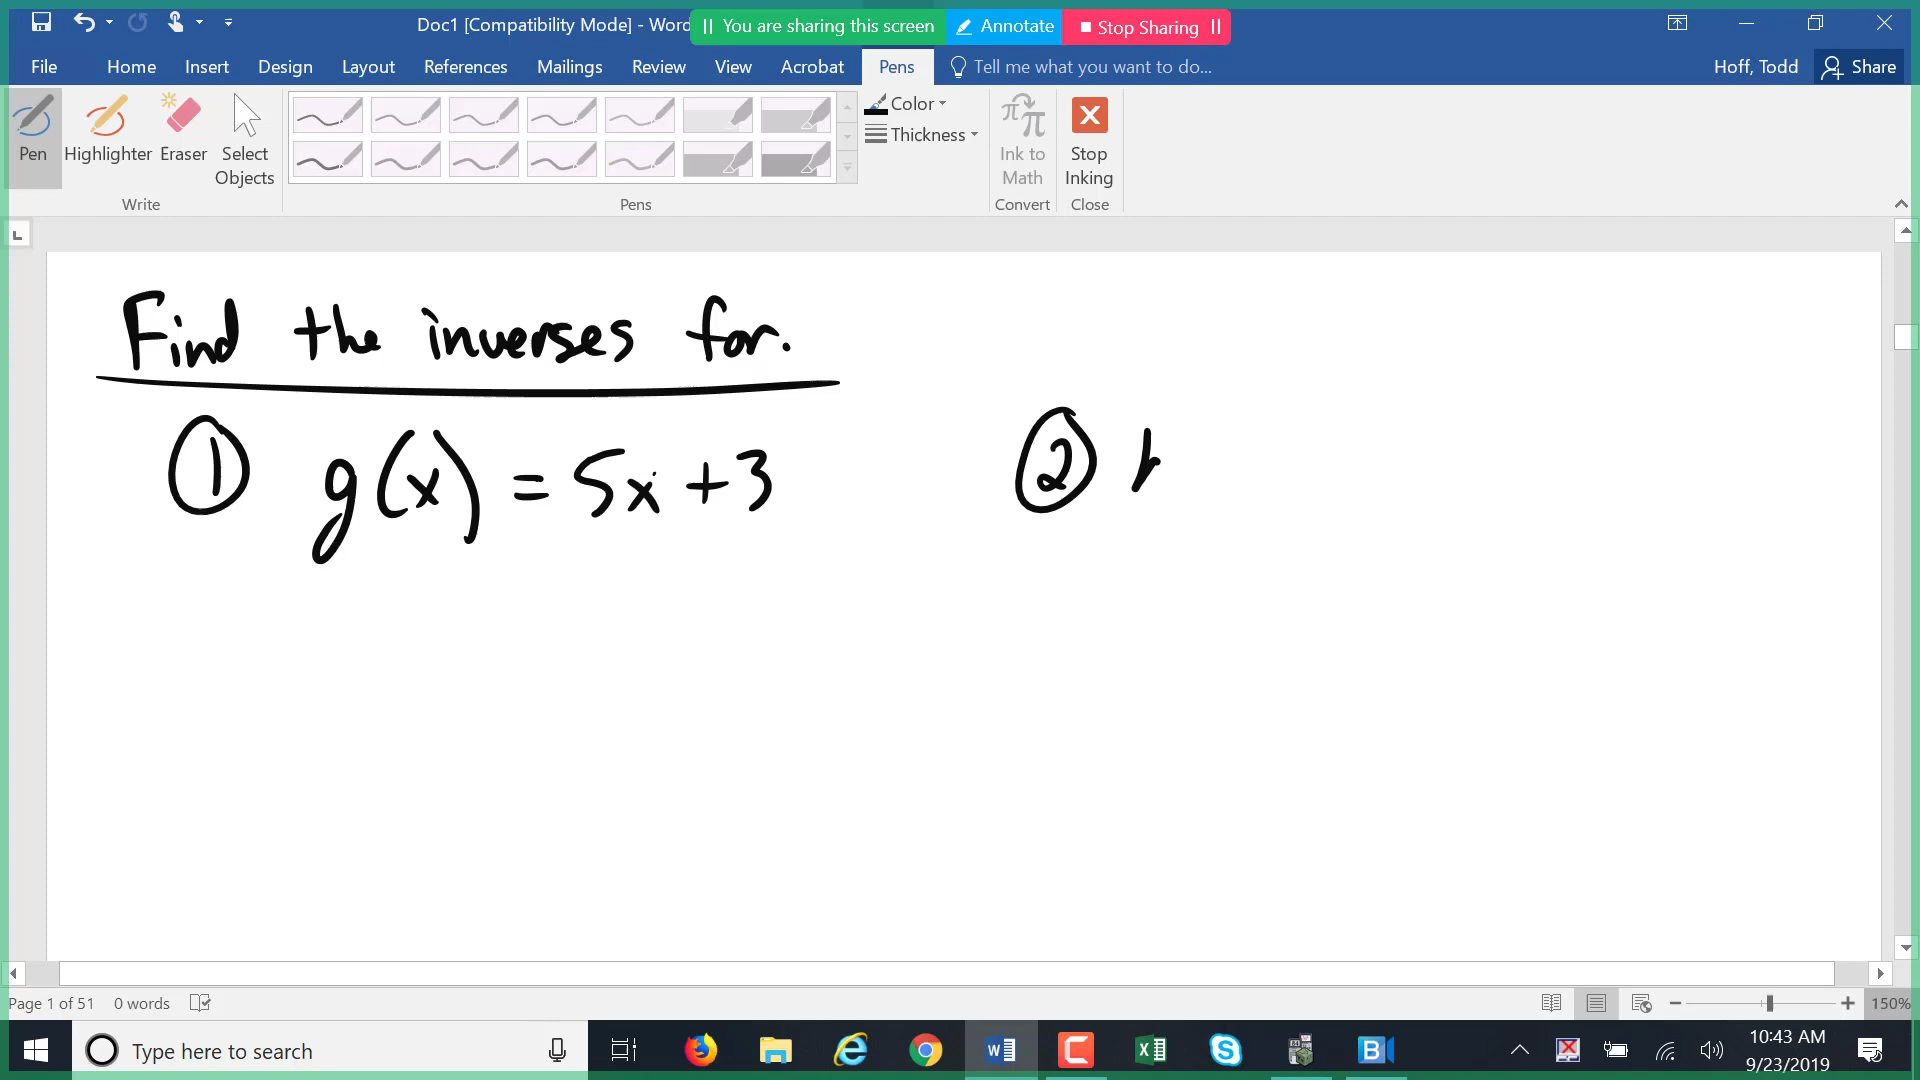 Doc1 [Compatibility Mode] - Word
You are sharing this screen
Annotate
Stop Sharing
File Home Insert Design Layout References Mailings Review View Acrobat Pens Tell me what you want to do... Hoff, Todd Share
Pen Highlighter Eraser Select Objects
Color
Thickness
Ink to Math
Stop Inking
Write Pens Convert Close
Find the inverses for.
① g(x) = 5x + 3 ②
Page 1 of 51 0 words 150%
Type here to search
10:43 AM
9/23/2019